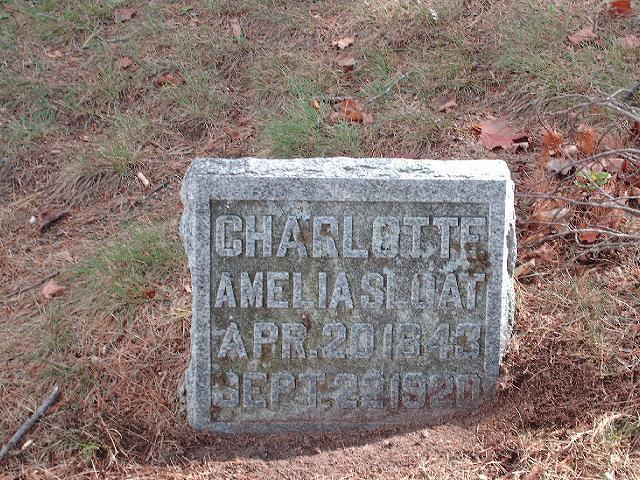 CHARLOTTE
AMELIA SLOAT
APR. 20 1843
SEPT. 22 1920